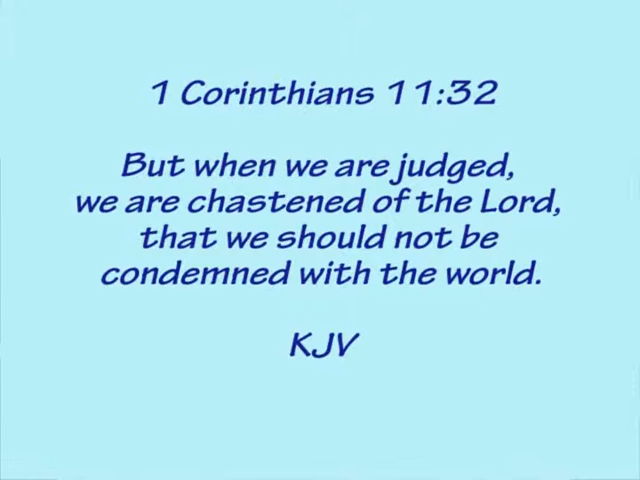 1 Corinthians 11:32
But when we are judged,
we are chastened of the Lord,
that we should not be
condemned with the world.
KJV